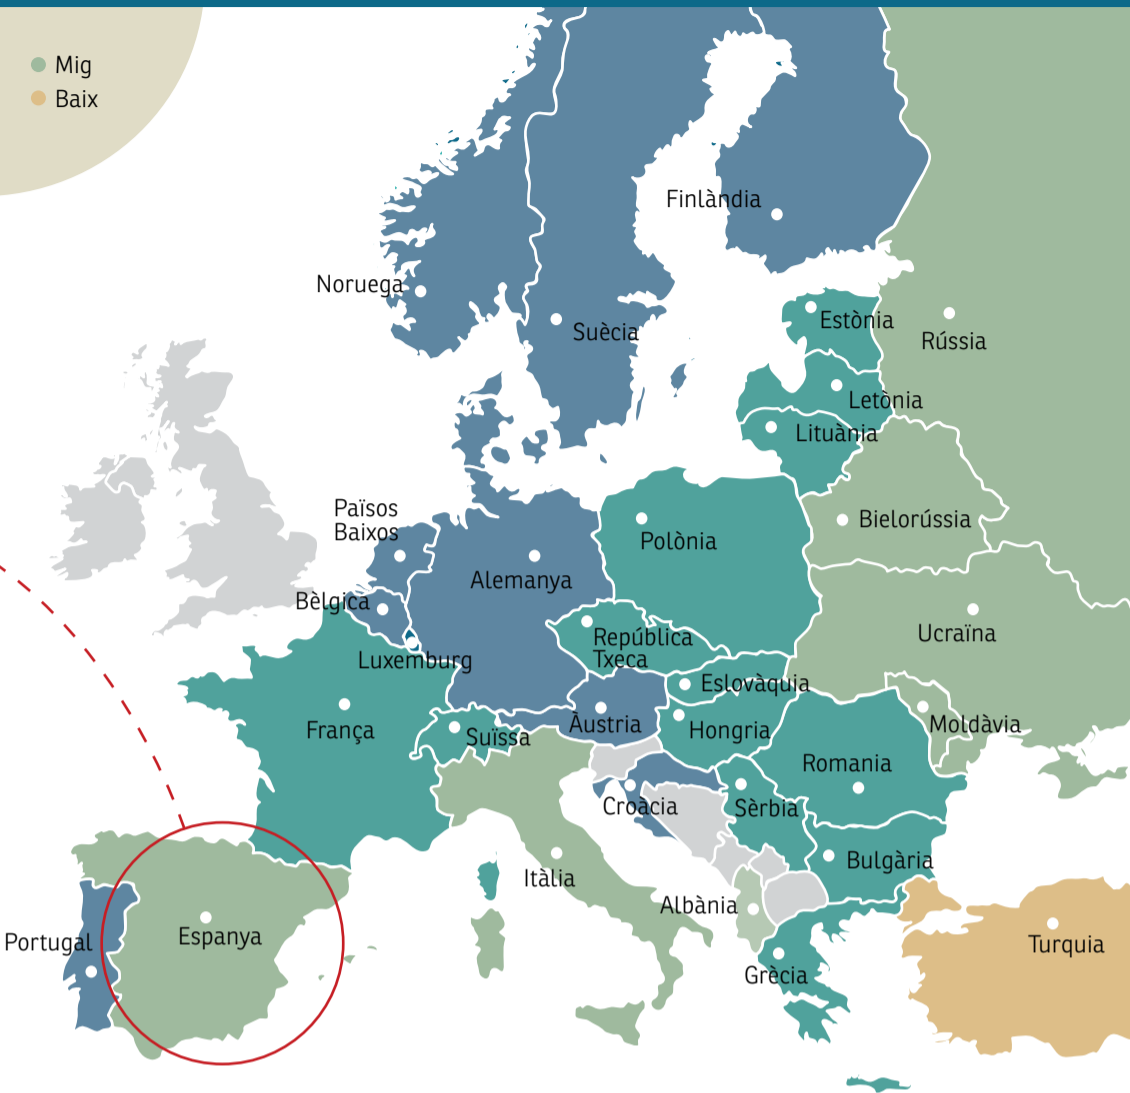 Mig
Baix
Finlàndia
Noruega
Suècia
Estònia
Rússia
Letònia
Lituània
Països
Baixos
Bielorússia
Polònia
Alemanya
Bèlgica
Ucraïna
República
Txeca
Luxemburg
Eslovàquia
Àustria
Moldàvia
França
Suïssa
Hongria
Romania
Croàcia
Sèrbia
Bulgària
Itàlia
Albània
Portugal
Espanya
Turquia
Grècia